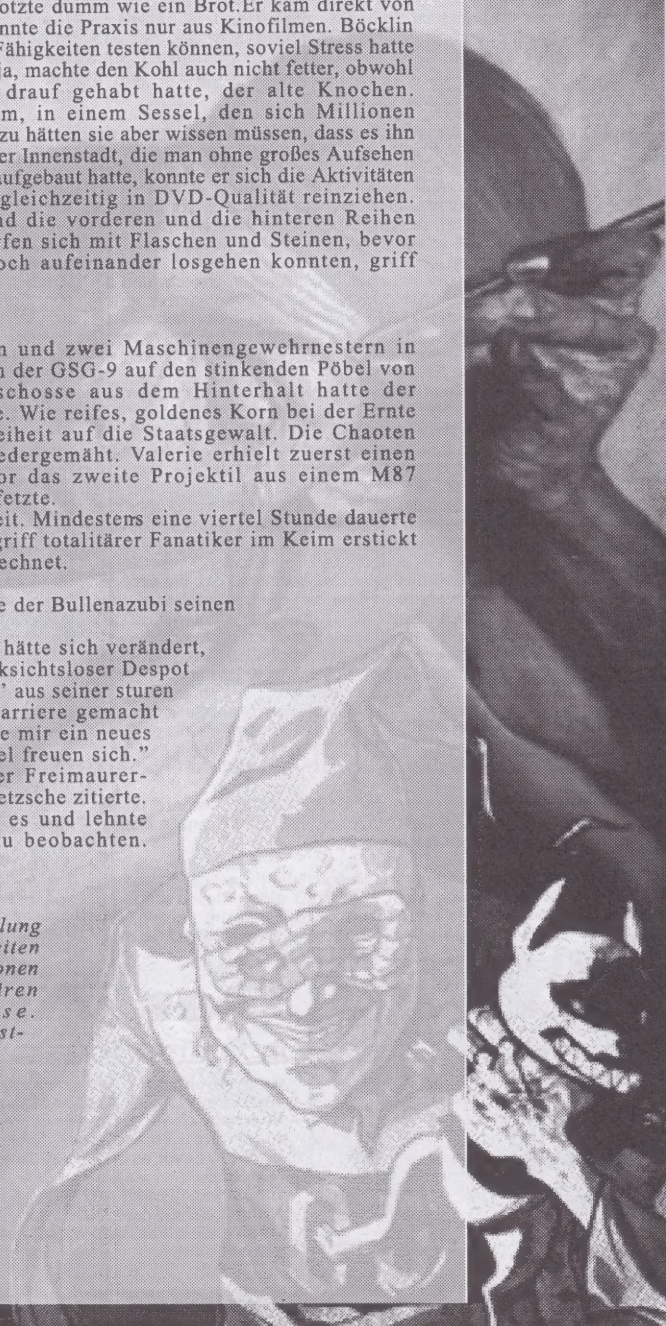 otzte dumm wie ein Brot.Er kam direkt von
nnte die Praxis nur aus Kinofilmen. Böcklin
Fähigkeiten testen können, soviel Stress hatte
ja, machte den Kohl auch nicht fetter, obwohl
drauf gehabt hatte, der alte Knochen.
m, in einem Sessel, den sich Millionen
zu hätten sie aber wissen müssen, dass es ihn
er Innenstadt, die man ohne großes Aufsehen
aufgebaut hatte, konnte er sich die Aktivitäten
gleichzeitig in DVD-Qualität reinziehen.
nd die vorderen und die hinteren Reihen
rfen sich mit Flaschen und Steinen, bevor
och aufeinander losgehen konnten, griff
n und zwei Maschinengewehrnestern in
n der GSG-9 auf den stinkenden Pöbel von
schosse aus dem Hinterhalt hatte der
e. Wie reifes, goldenes Korn bei der Ernte
eiheit auf die Staatsgewalt. Die Chaoten
edergemäht. Valerie erhielt zuerst einen
or das zweite Projektil aus einem M87
fetzte.
eit. Mindestens eine viertel Stunde dauerte
griff totalitärer Fanatiker im Keim erstickt
echnet.
e der Bullenazubi seinen
hätte sich verändert,
ksichtsloser Despot
’ aus seiner sturen
arriere gemacht
e mir ein neues
el freuen sich.”
er Freimaurer-
etzsche zitierte.
es und lehnte
u beobachten.
lung
iten
onen
iren
se.
st-